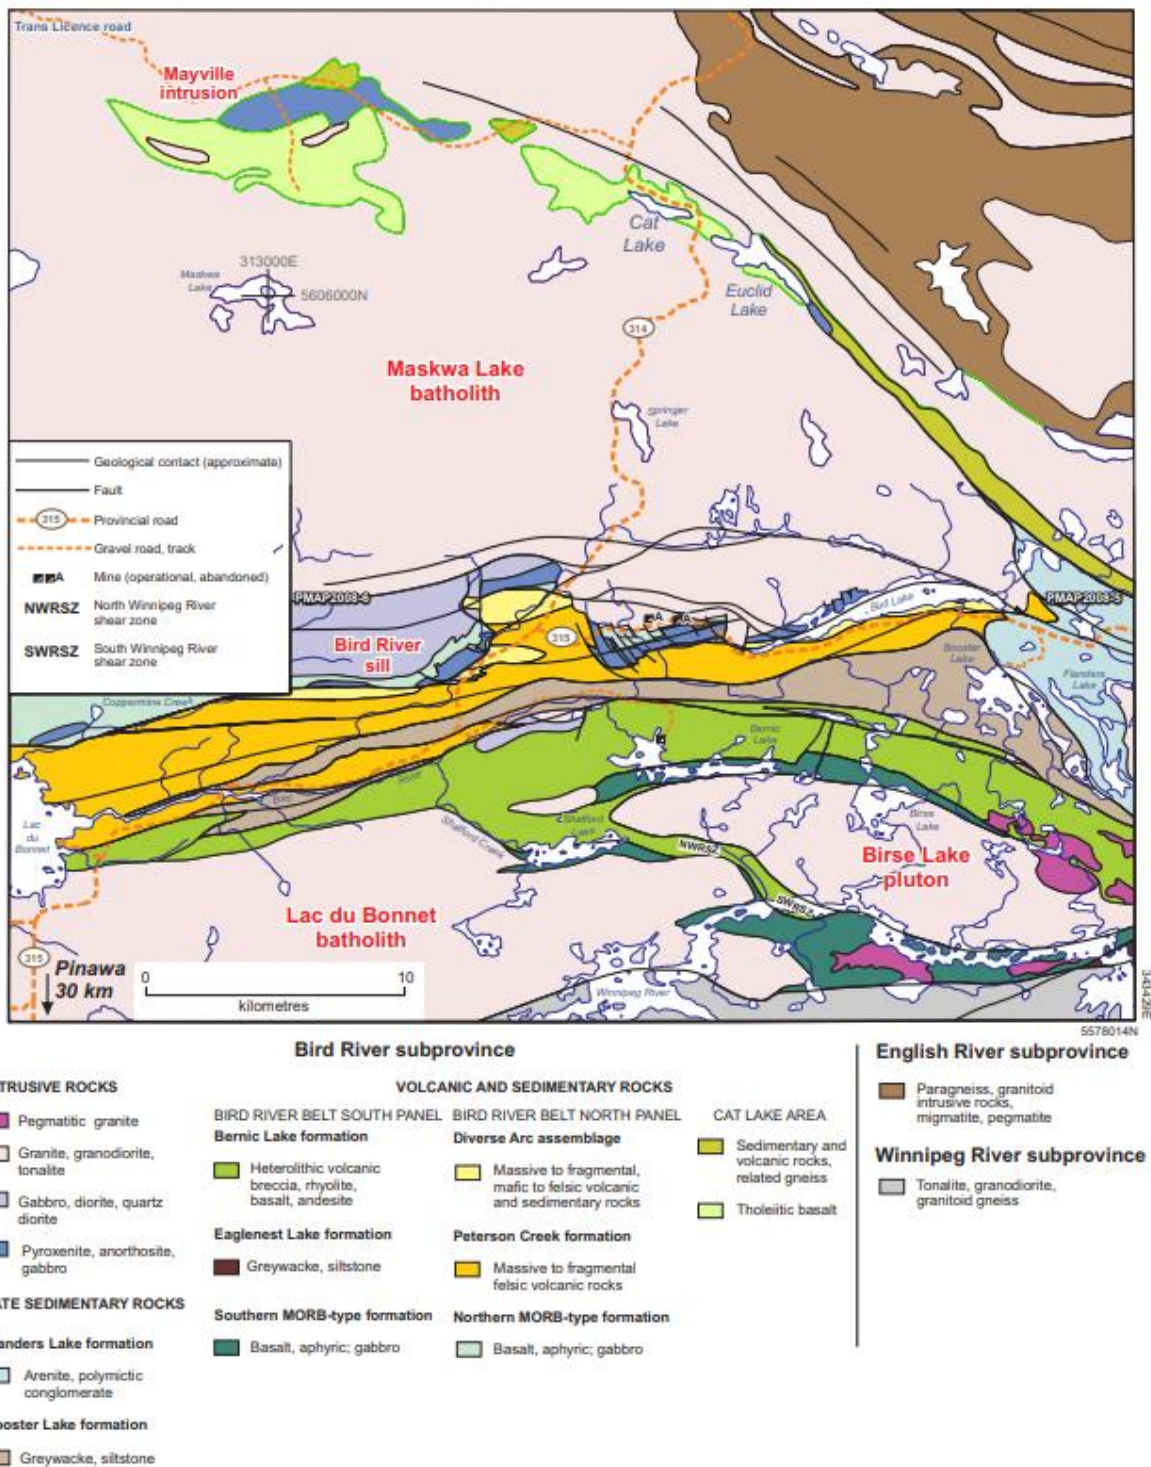 Trans Licence road
Mayville
intrusion
Cat
Lake
313000E
Maskwa
Lake
5606000N
Euclid
Lake
314
Maskwa Lake
batholith
Springer
Lake
Geological contact (approximate)
Fault
315
Provincial road
Gravel road, track
A
Mine (operational, abandoned)
NWRSZ
North Winnipeg River
shear zone
SWRSZ
South Winnipeg River
shear zone
PMAP2008-5
PMAP2008-5
Bird Lake
A
A
315
Bird River
sill
Booster
Lake
Flanders
Lake
Coppermine Creek
Bernic
Lake
River
Bird
Lac
du
Bonnet
Shatford Creek
Shatford
Lake
Birse
Lake
NWRSZ
Birse Lake
pluton
SWRSZ
Lac du Bonnet
batholith
315
Pinawa
30 km
0
10
kilometres
Winnipeg River
343429E
5578014N
Bird River subprovince
English River subprovince
TRUSIVE ROCKS
VOLCANIC AND SEDIMENTARY ROCKS
Paragneiss, granitoid
intrusive rocks,
migmatite, pegmatite
Pegmatitic granite
BIRD RIVER BELT SOUTH PANEL
BIRD RIVER BELT NORTH PANEL
CAT LAKE AREA
Granite, granodiorite,
tonalite
Bernic Lake formation
Heterolithic volcanic
breccia, rhyolite,
basalt, andesite
Diverse Arc assemblage
Massive to fragmental,
mafic to felsic volcanic
and sedimentary rocks
Sedimentary and
volcanic rocks,
related gneiss
Winnipeg River subprovince
Tonalite, granodiorite,
granitoid gneiss
Gabbro, diorite, quartz
diorite
Tholeiitic basalt
Pyroxenite, anorthosite,
gabbro
Eaglenest Lake formation
Greywacke, siltstone
Peterson Creek formation
Massive to fragmental
felsic volcanic rocks
ATE SEDIMENTARY ROCKS
Southern MORB-type formation
Basalt, aphyric; gabbro
Northern MORB-type formation
Basalt, aphyric; gabbro
anders Lake formation
Arenite, polymictic
conglomerate
ooster Lake formation
Greywacke, siltstone